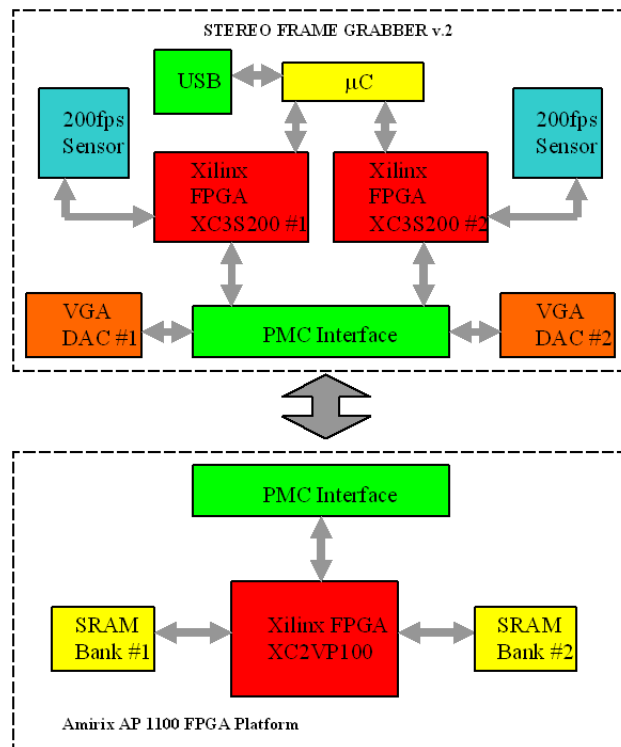 STEREO FRAME GRABBER v.2
USB
μC
200fps
Sensor
200fps
Sensor
Xilinx
FPGA
XC3S200 #1
Xilinx
FPGA
XC3S200 #2
VGA
DAC #1
PMC Interface
VGA
DAC #2
PMC Interface
SRAM
Bank #1
Xilinx FPGA
XC2VP100
SRAM
Bank #2
Amirix AP 1100 FPGA Platform